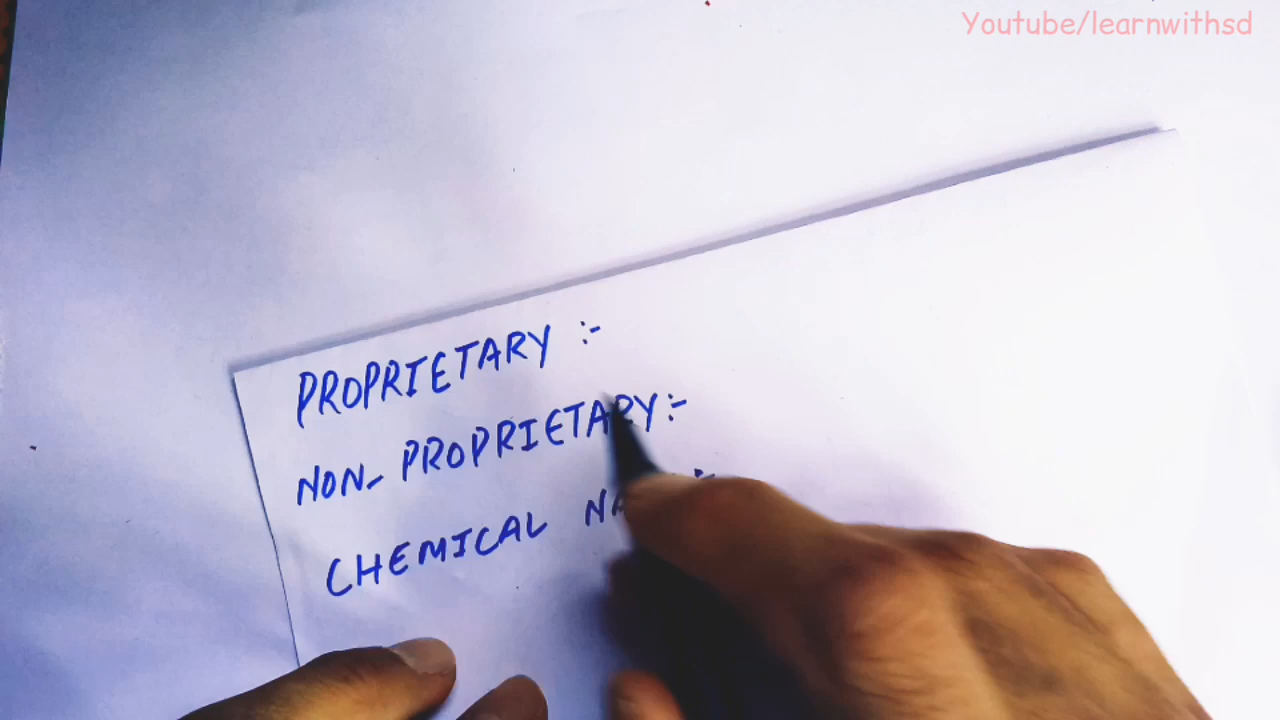 Youtube/learnwithsd
PROPRIETARY :-
NON- PROPRIETARY :-
CHEMICAL